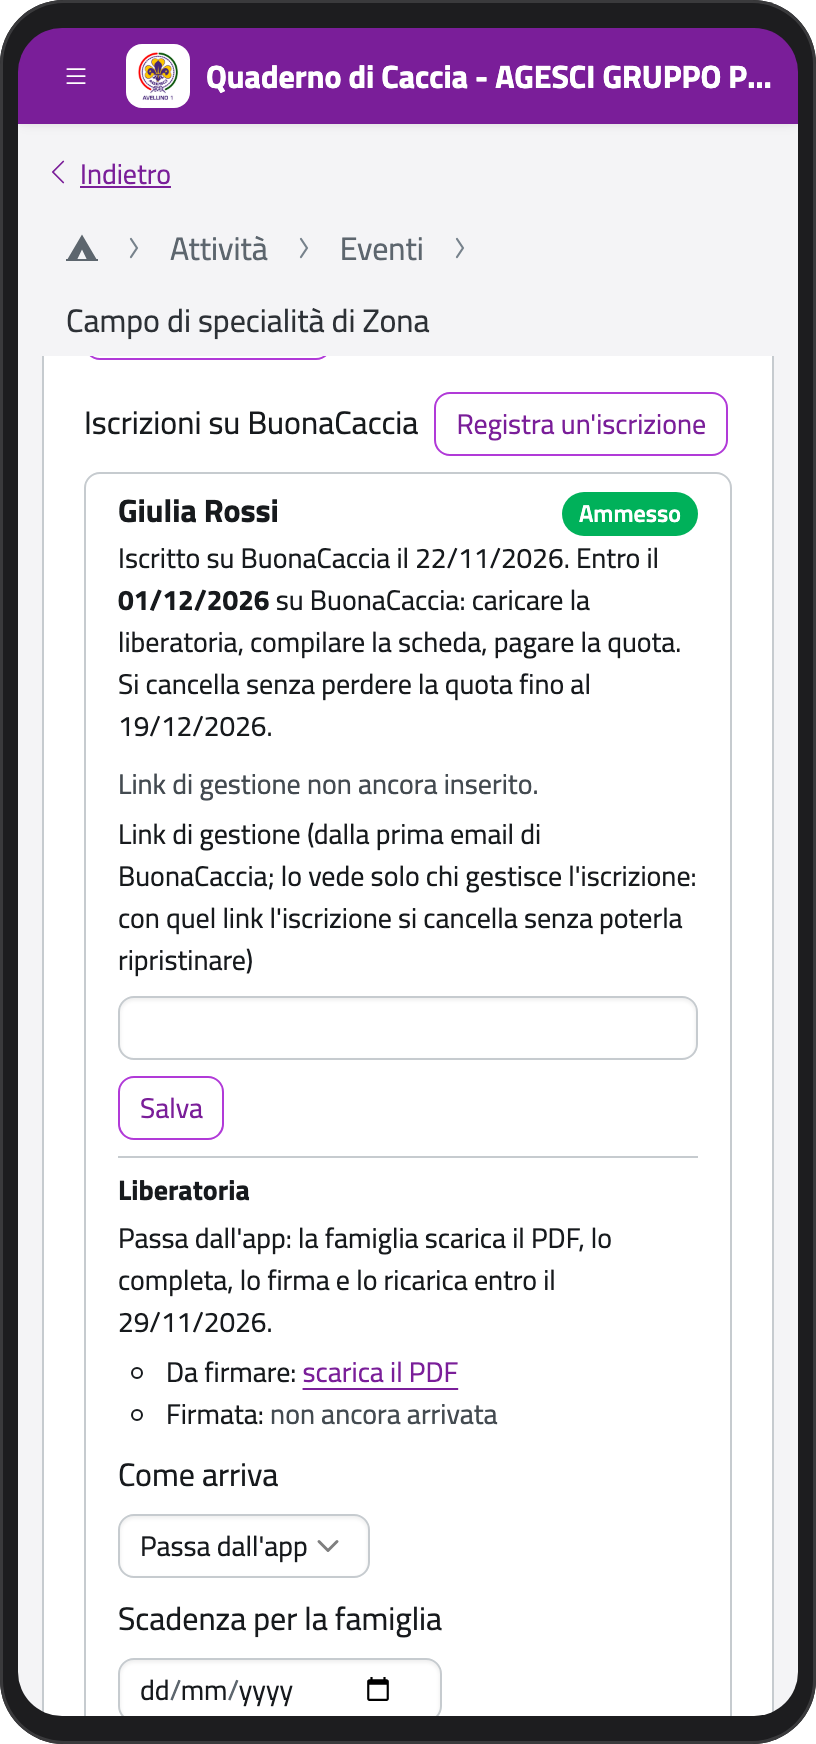 AVELLINO 1
Quaderno di Caccia - AGESCI GRUPPO P...
Indietro
Attività
Eventi
Campo di specialità di Zona
Iscrizioni su BuonaCaccia
Registra un'iscrizione
Giulia Rossi
Ammesso
Iscritto su BuonaCaccia il 22/11/2026. Entro il
01/12/2026 su BuonaCaccia: caricare la
liberatoria, compilare la scheda, pagare la quota.
Si cancella senza perdere la quota fino al
19/12/2026.
Link di gestione non ancora inserito.
Link di gestione (dalla prima email di
BuonaCaccia; lo vede solo chi gestisce l'iscrizione:
con quel link l'iscrizione si cancella senza poterla
ripristinare)
Salva
Liberatoria
Passa dall'app: la famiglia scarica il PDF, lo
completa, lo firma e lo ricarica entro il
29/11/2026.
Da firmare: scarica il PDF
Firmata: non ancora arrivata
Come arriva
Passa dall'app
Scadenza per la famiglia
dd/mm/yyyy